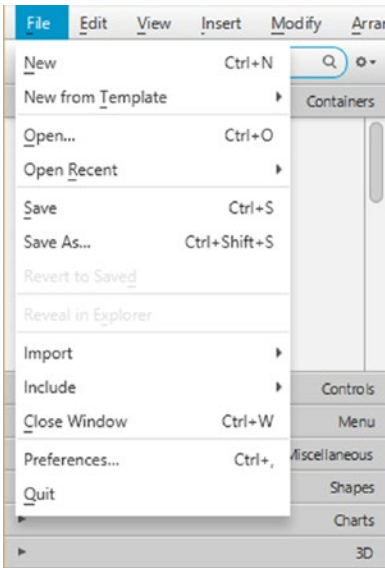 File Edit View Insert Modify
New Ctrl+N
New from Template Containers
Open... Ctrl+O
Open Recent
Save Ctrl+S
Save As... Ctrl+Shift+S
Revert to Saved
Reveal in Explorer
Import
Include Controls
Close Window Ctrl+W Menu
Preferences... Ctrl+, Miscellaneous
Quit Shapes
Charts
3D